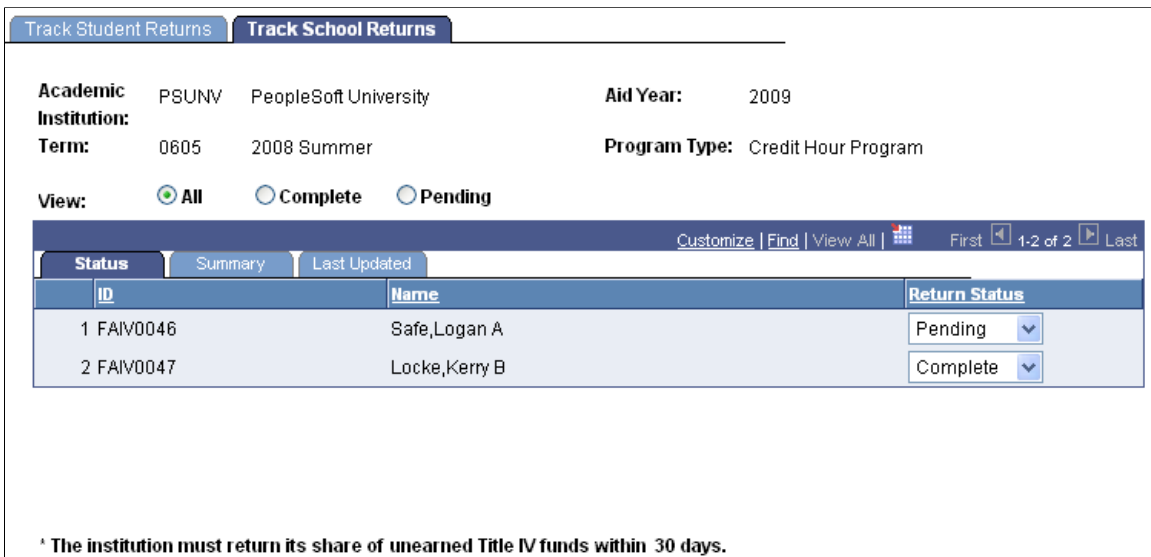 Track Student Returns Track School Returns
Academic Institution: PSUNV PeopleSoft University Aid Year: 2009
Term: 0605 2008 Summer Program Type: Credit Hour Program
View: All Complete Pending
Customize | Find | View All | First 1-2 of 2 Last
Status Summary Last Updated
ID Name Return Status
1 FAIV0046 Safe,Logan A Pending
2 FAIV0047 Locke,Kerry B Complete
* The institution must return its share of unearned Title IV funds within 30 days.